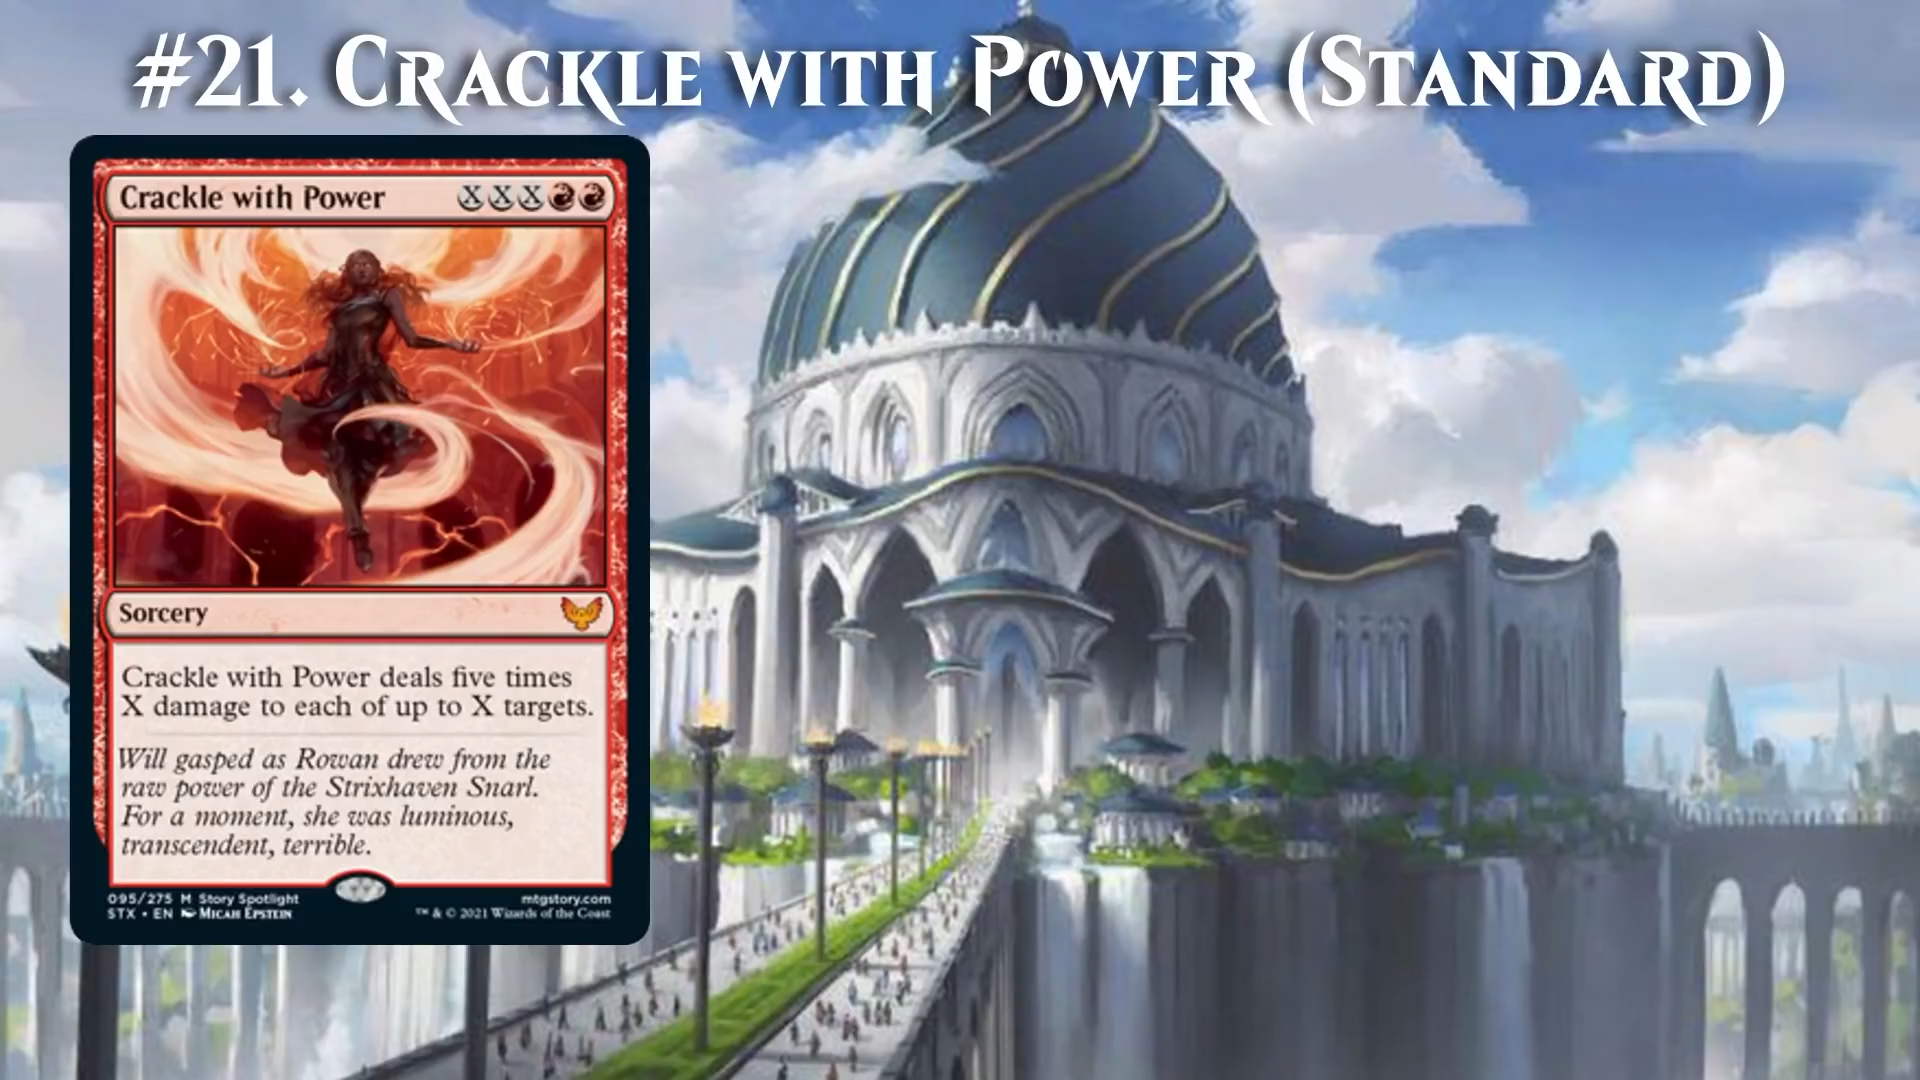 #21. Crackle with Power (Standard)
Crackle with Power XXX
Sorcery
Crackle with Power deals five times
X damage to each of up to X targets.
Will gasped as Rowan drew from the
raw power of the Strixhaven Snarl.
For a moment, she was luminous,
transcendent, terrible.
095/275 M Story Spotlight
mtgstory.com
STX • EN Micah Epstein
™ & © 2021 Wizards of the Coast